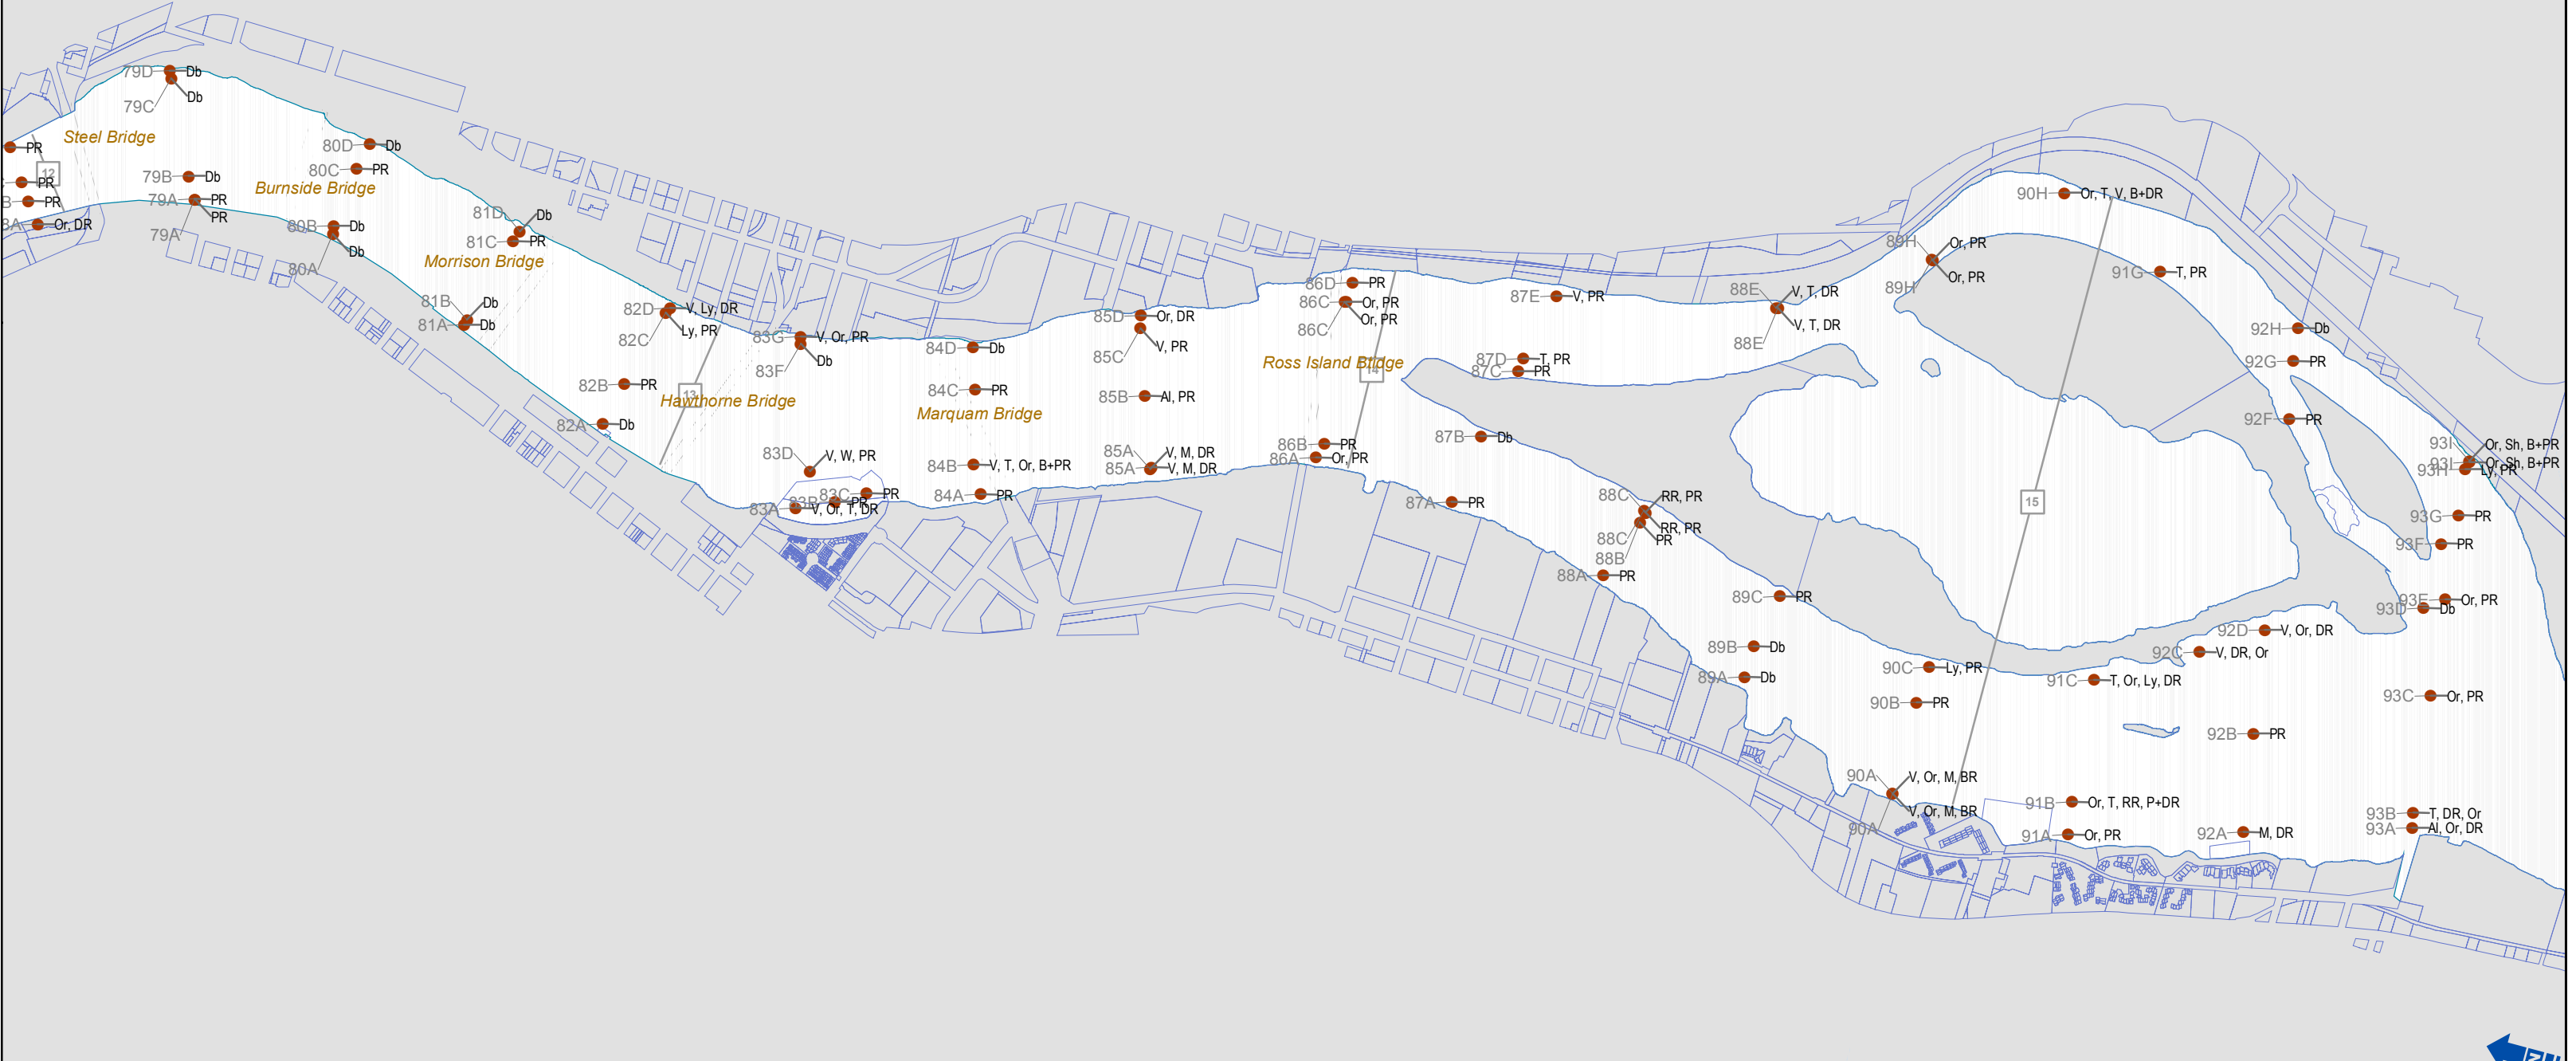 79D Db
79C Db
Steel Bridge
PR
12
PR
B PR
8A Or, DR
79B Db
79A PR
79A PR
80D Db
80C PR
Burnside Bridge
80B Db
80A Db
81D Db
81C PR
Morrison Bridge
81B Db
81A Db
82D V, Ly, DR
82C Ly, PR
82B PR
82A Db
13
Hawthorne Bridge
83G V, Or, PR
83F Db
83D V, W, PR
83C PR
83B PR
83A V, Or, T, DR
84D Db
84C PR
Marquam Bridge
84B V, T, Or, B+PR
84A PR
85D Or, DR
85C V, PR
85B Al, PR
85A V, M, DR
85A V, M, DR
86D PR
86C Or, PR
86C Or, PR
Ross Island Bridge
14
86B PR
86A Or, PR
87E V, PR
87D T, PR
87C PR
87B Db
87A PR
88E V, T, DR
88E V, T, DR
88C RR, PR
88C RR, PR
88B PR
88A PR
89H Or, PR
89H Or, PR
89C PR
89B Db
89A Db
90H Or, T, V, B+DR
90C Ly, PR
90B PR
90A V, Or, M, BR
90A V, Or, M, BR
15
91G T, PR
91C T, Or, Ly, DR
91B Or, T, RR, P+DR
91A Or, PR
92H Db
92G PR
92F PR
92D V, Or, DR
92C V, DR, Or
92B PR
92A M, DR
93I Or, Sh, B+PR
93I Or, Sh, B+PR
93H Ly, PR
93G PR
93F PR
93E Or, PR
93D Db
93C Or, PR
93B T, DR, Or
93A Al, Or, DR